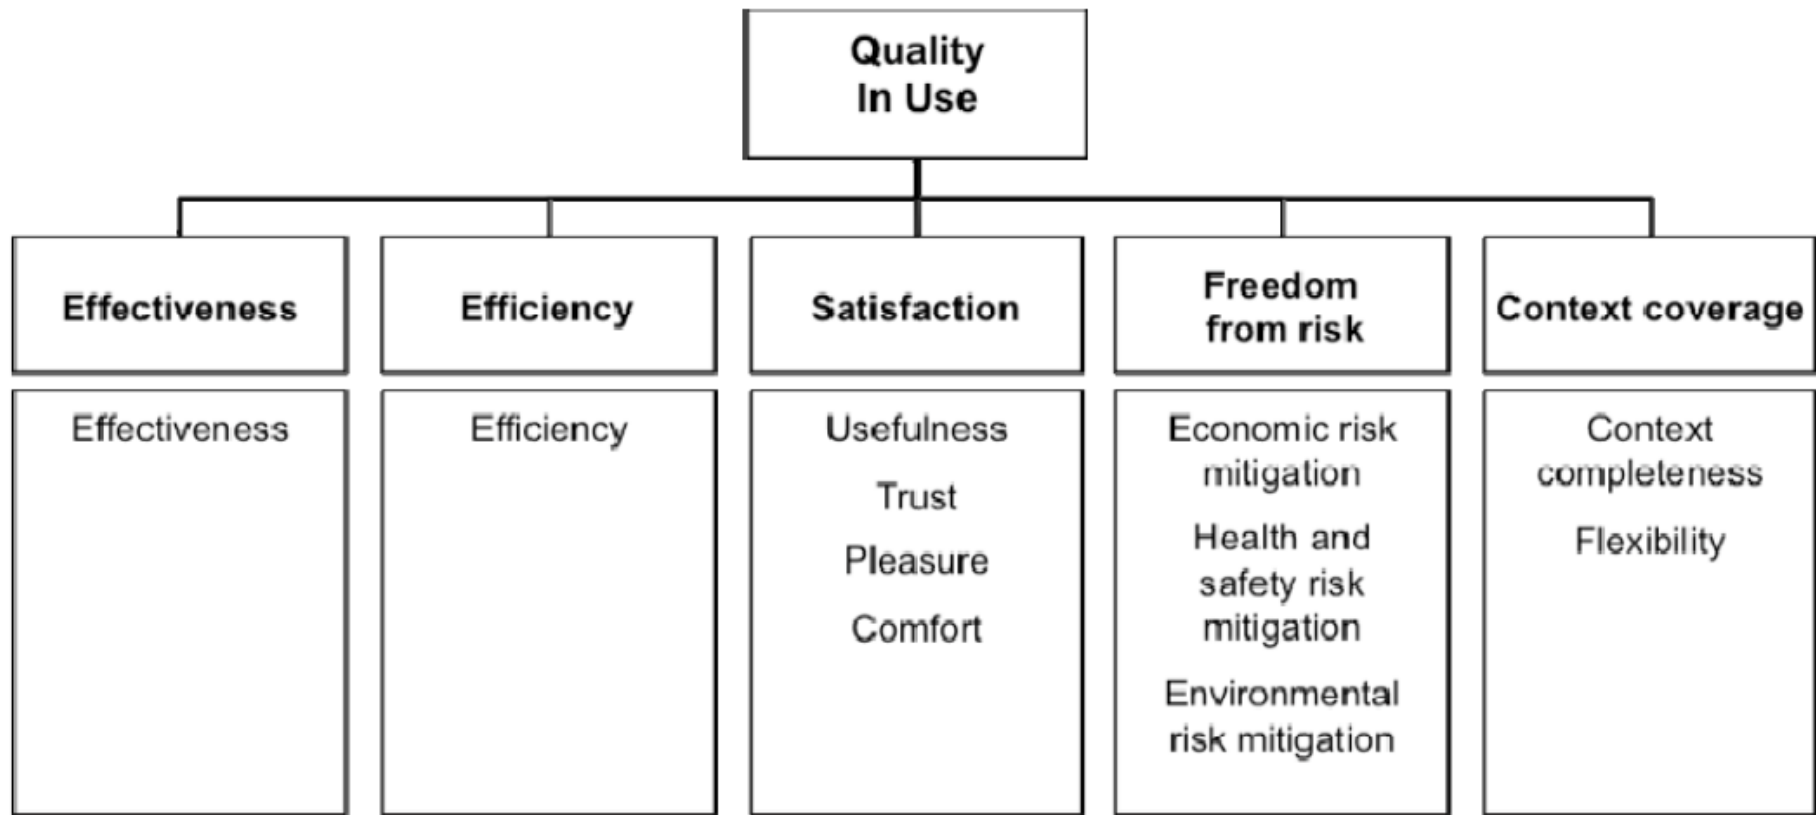 Quality
In Use
Effectiveness
Efficiency
Satisfaction
Freedom
from risk
Context coverage
Effectiveness
Efficiency
Usefulness
Trust
Pleasure
Comfort
Economic risk
mitigation
Health and
safety risk
mitigation
Environmental
risk mitigation
Context
completeness
Flexibility